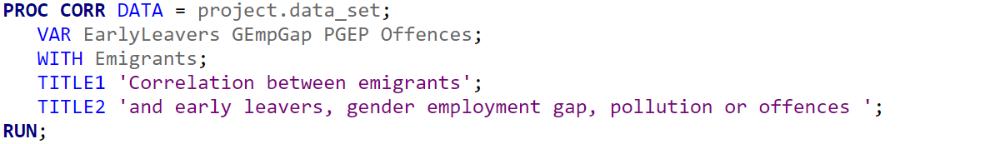 PROC CORR DATA = project.data_set;
VAR EarlyLeavers GEmpGap PGEP Offences;
WITH Emigrants;
TITLE1 'Correlation between emigrants';
TITLE2 'and early leavers, gender employment gap, pollution or offences ';
RUN;